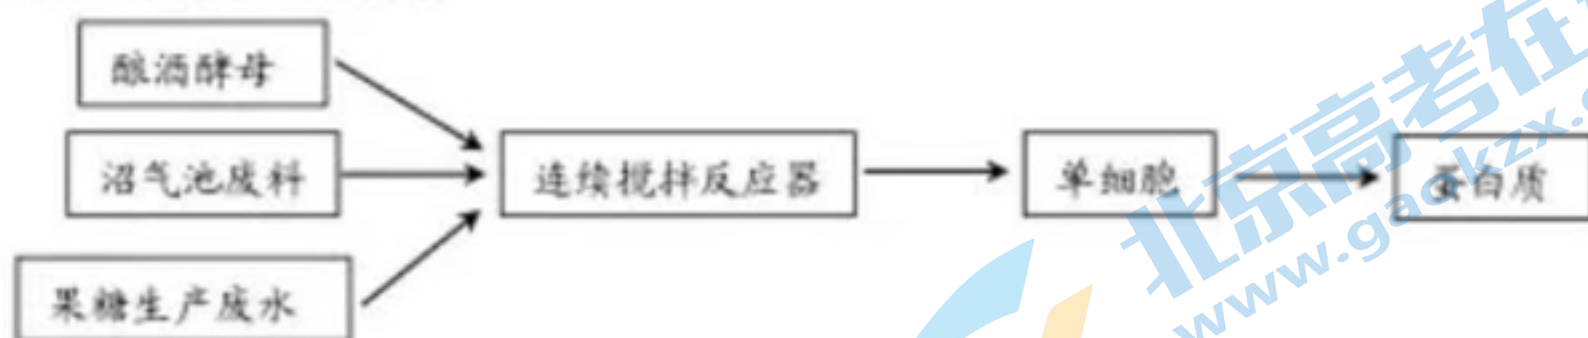 酿酒酵母
沼气池废料
果糖生产废水
连续搅拌反应器
单细胞
蛋白质
北京高考在
www.gaokzx.c